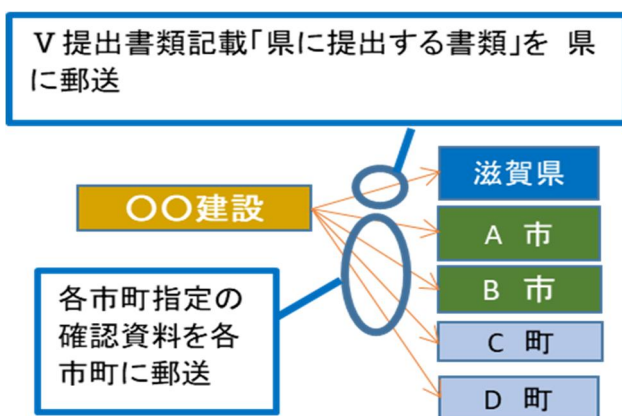 Ⅴ提出書類記載「県に提出する書類」を 県
に郵送
滋賀県
〇〇建設
A 市
B 市
各市町指定の
確認資料を各
市町に郵送
C 町
D 町